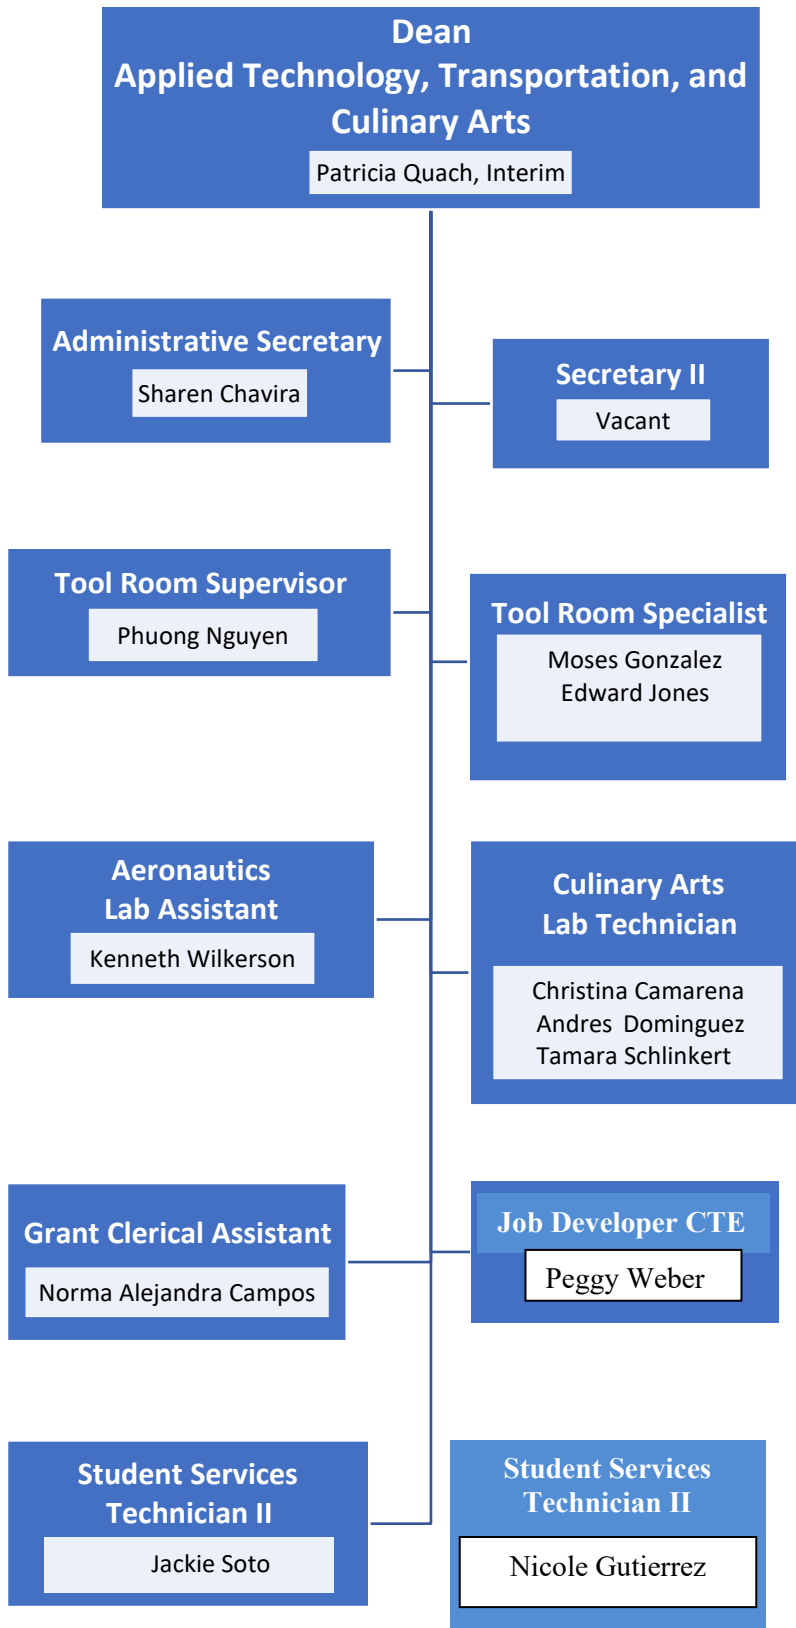 Dean
Applied Technology, Transportation, and
Culinary Arts
Patricia Quach, Interim
Administrative Secretary
Sharen Chavira
Secretary II
Vacant
Tool Room Supervisor
Phuong Nguyen
Tool Room Specialist
Moses Gonzalez
Edward Jones
Aeronautics
Lab Assistant
Kenneth Wilkerson
Culinary Arts
Lab Technician
Christina Camarena
Andres Dominguez
Tamara Schlinkert
Grant Clerical Assistant
Norma Alejandra Campos
Job Developer CTE
Peggy Weber
Student Services
Technician II
Jackie Soto
Student Services
Technician II
Nicole Gutierrez